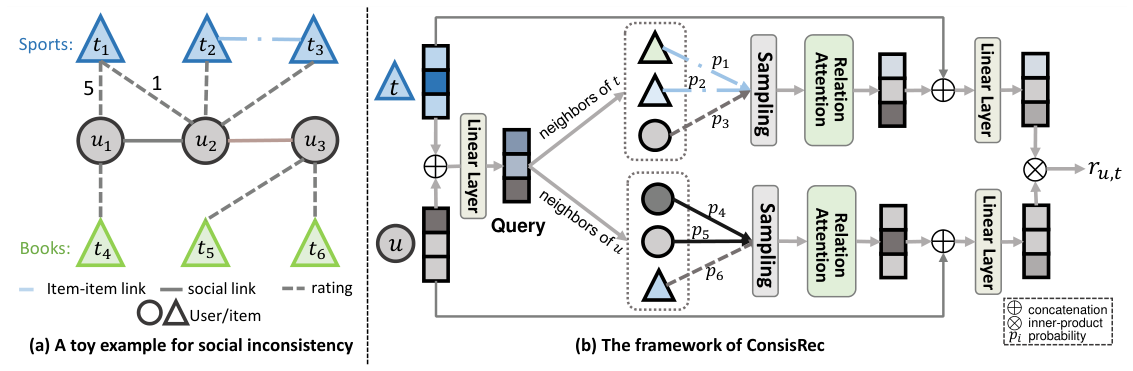 Sports:
t₁
t₂
t₃
5
1
u₁
u₂
u₃
Books:
t₄
t₅
t₆
Item-item link
social link
rating
User/item
(a) A toy example for social inconsistency
t
u
Linear Layer
Query
neighbors of t
neighbors of u
p₁
p₂
p₃
p₄
p₅
p₆
Sampling
Relation
Attention
Linear Layer
Sampling
Relation
Attention
Linear Layer
r_{u,t}
concatenation
inner-product
pᵢ probability
(b) The framework of ConsisRec